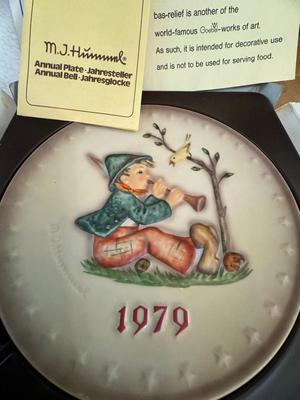 M.J.Hummel®
Annual Plate · Jahresteller
Annual Bell · Jahresglocke
bas-relief is another of the
world-famous Goebel-works of art.
As such, it is intended for decorative use
and is not to be used for serving food.
M.J.Hummel
1979